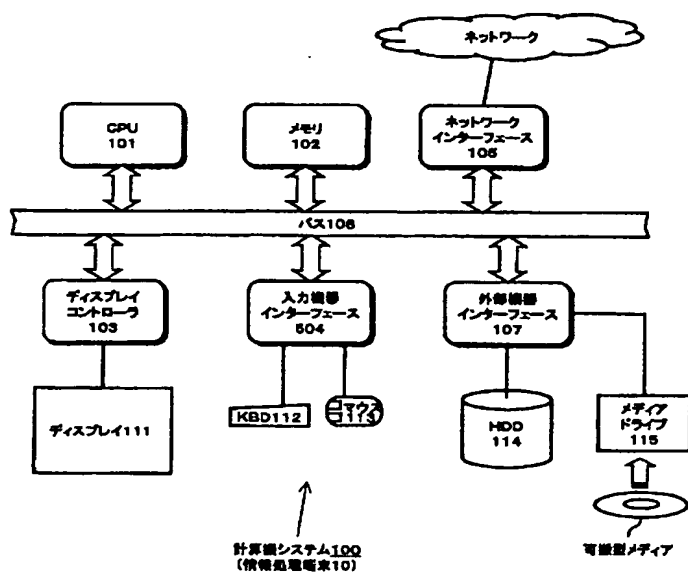 ネットワーク
CPU
101
メモリ
102
ネットワーク
インターフェース
105
バス106
ディスプレイ
コントローラ
103
入力機器
インターフェース
504
外部機器
インターフェース
107
ディスプレイ111
KBD112
マウス
113
HDD
114
メディア
ドライブ
115
計算機システム100
(情報処理端末10)
可搬型メディア